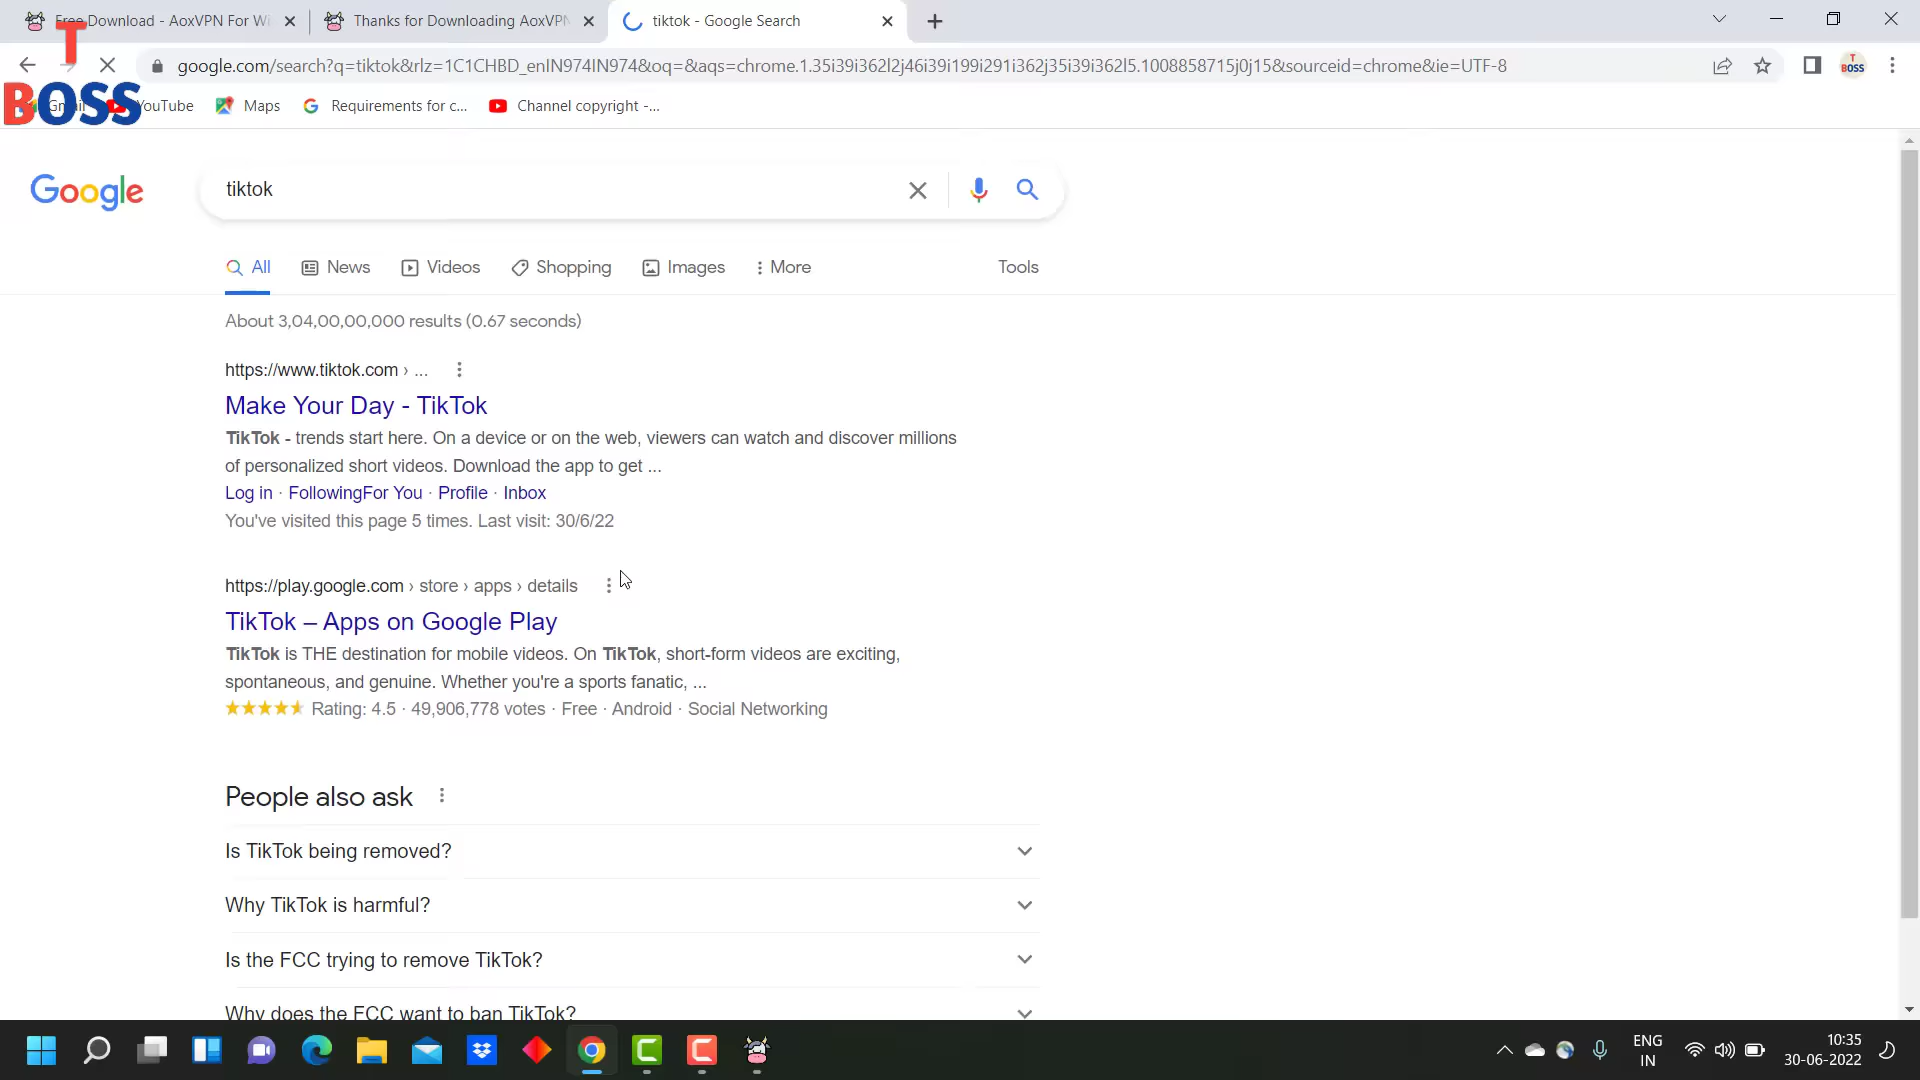 Free Download - AoxVPN For Wi
Thanks for Downloading AoxVPN
tiktok - Google Search
google.com/search?q=tiktok&rlz=1C1CHBD_enIN974IN974&oq=&aqs=chrome.1.35i39i362l2j46i39i199i291i362j35i39i362l5.1008858715j0j15&sourceid=chrome&ie=UTF-8
T
BOSS
T
BOSS
Gmail
YouTube
Maps
Requirements for c...
Channel copyright -...
Google
tiktok
All
News
Videos
Shopping
Images
More
Tools
About 3,04,00,00,000 results (0.67 seconds)
https://www.tiktok.com › ...
Make Your Day - TikTok
TikTok - trends start here. On a device or on the web, viewers can watch and discover millions
of personalized short videos. Download the app to get ...
Log in · FollowingFor You · Profile · Inbox
You've visited this page 5 times. Last visit: 30/6/22
https://play.google.com › store › apps › details
TikTok – Apps on Google Play
TikTok is THE destination for mobile videos. On TikTok, short-form videos are exciting,
spontaneous, and genuine. Whether you're a sports fanatic, ...
Rating: 4.5 · 49,906,778 votes · Free · Android · Social Networking
People also ask
Is TikTok being removed?
Why TikTok is harmful?
Is the FCC trying to remove TikTok?
Why does the FCC want to ban TikTok?
ENG
IN
10:35
30-06-2022